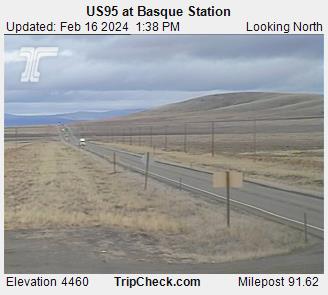 US95 at Basque Station
Updated: Feb 16 2024 1:38 PM Looking North
Elevation 4460 TripCheck.com Milepost 91.62